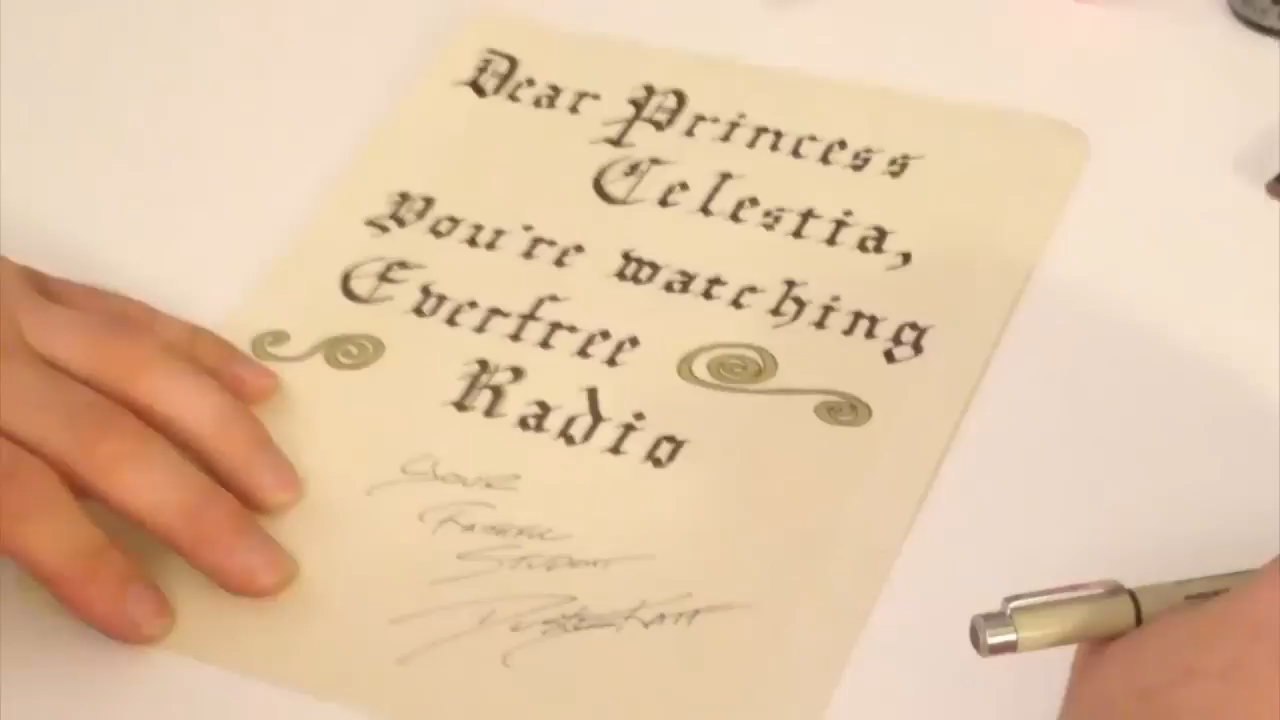 Dear Princess
Celestia,
You're watching
Everfree
Radio
Your
Faithful
Student